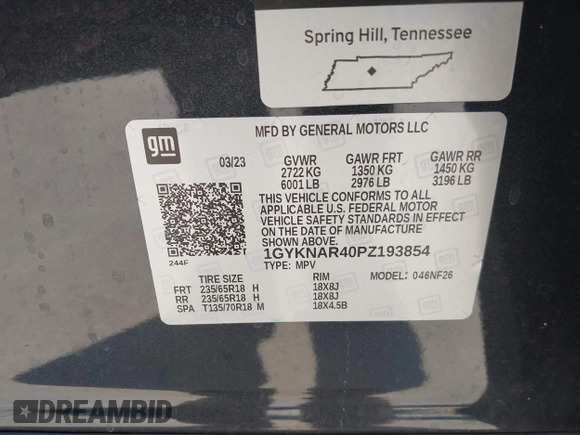 Spring Hill, Tennessee
gm
MFD BY GENERAL MOTORS LLC
03/23 GVWR GAWR FRT GAWR RR
2722 KG 1350 KG 1450 KG
6001 LB 2976 LB 3196 LB
THIS VEHICLE CONFORMS TO ALL
APPLICABLE U.S. FEDERAL MOTOR
VEHICLE SAFETY STANDARDS IN EFFECT
ON THE DATE OF MANUFACTURE
SHOWN ABOVE.
244F
1GYKNAR40PZ193854
TYPE: MPV MODEL: 046NF26
TIRE SIZE RIM
FRT 235/65R18 H 18X8J
RR 235/65R18 H 18X8J
SPA T135/70R18 M 18X4.5B
DREAMBID